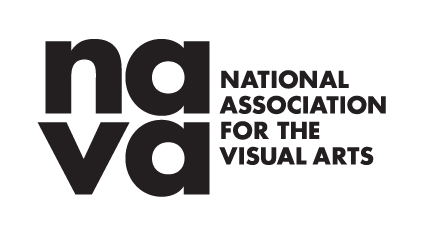 na
va
NATIONAL
ASSOCIATION
FOR THE
VISUAL ARTS